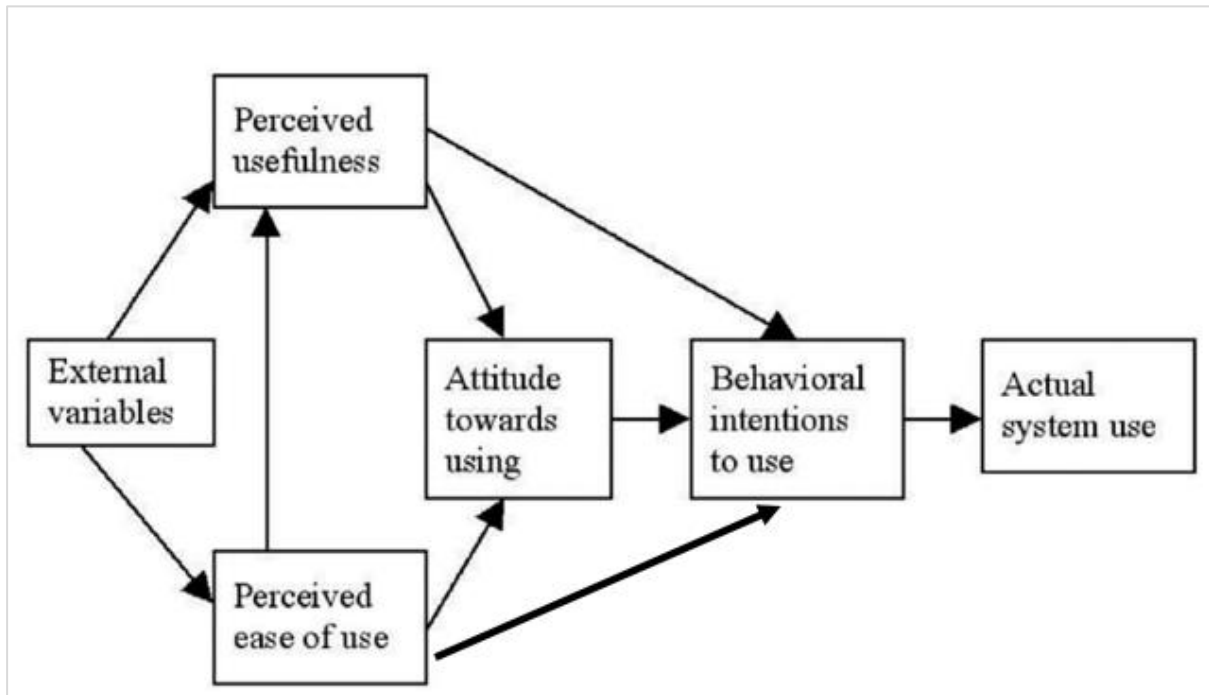 Perceived
usefulness
External
variables
Attitude
towards
using
Behavioral
intentions
to use
Actual
system use
Perceived
ease of use